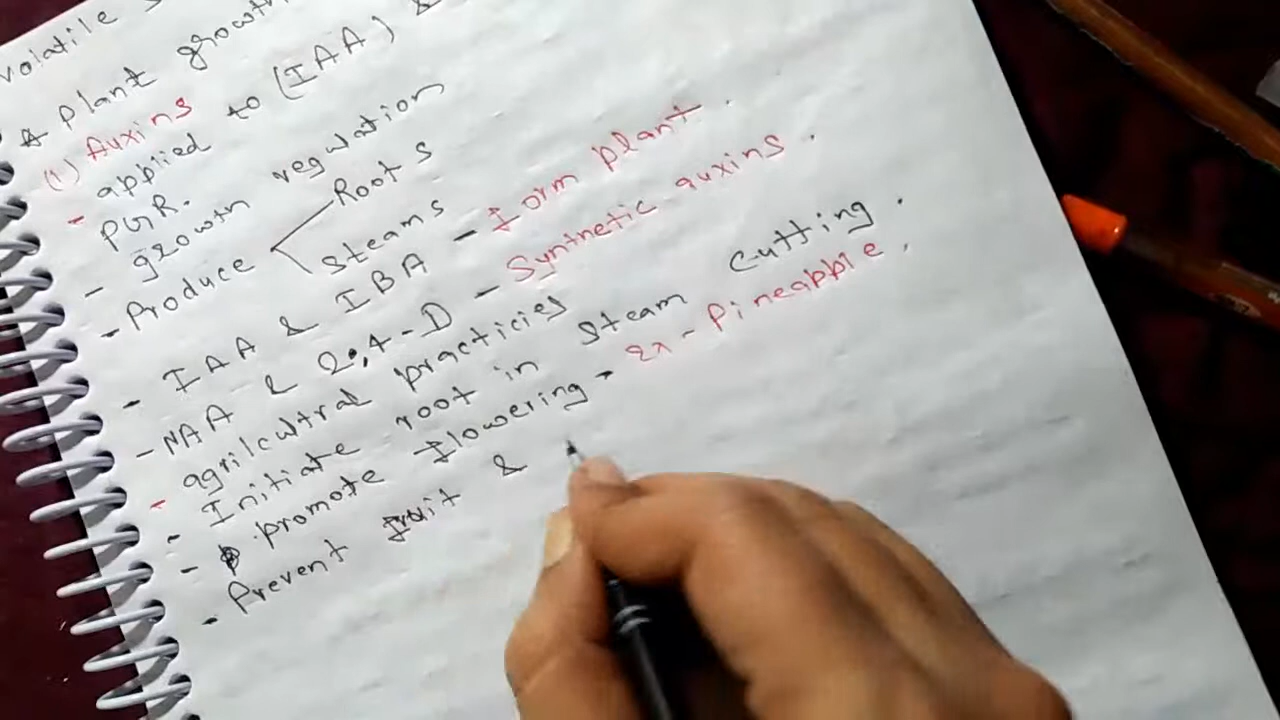 volatile
* Plant growth
(1) Auxins
- applied to (IAA) &
PGR.
- growth regulation
- Produce Roots
Steams
- IAA & IBA - Form plant.
- NAA & 2,4-D - Synthetic auxins.
- agrilcultral practicies
- Initiate root in Steam Cutting.
- promote flowering - ex - Pineapple.
- Prevent fruit &